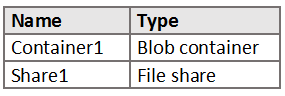 Name Type
Container1 Blob container
Share1 File share